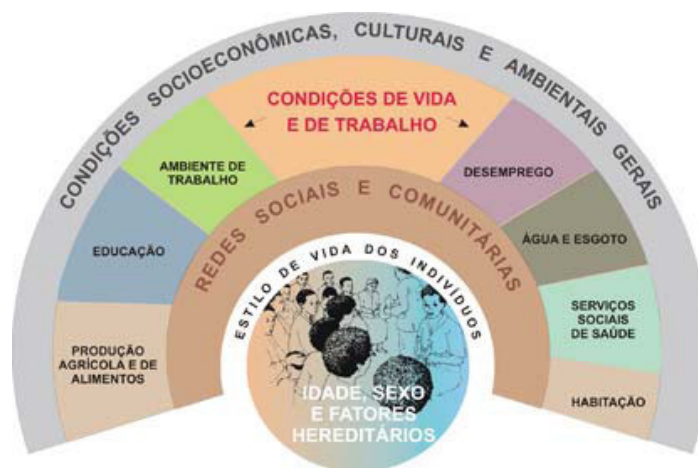 CONDIÇÕES SOCIOECONÔMICAS, CULTURAIS E AMBIENTAIS GERAIS
CONDIÇÕES DE VIDA
E DE TRABALHO
AMBIENTE DE
TRABALHO
DESEMPREGO
EDUCAÇÃO
ÁGUA E ESGOTO
PRODUÇÃO
AGRÍCOLA E DE
ALIMENTOS
SERVIÇOS
SOCIAIS
DE SAÚDE
HABITAÇÃO
REDES SOCIAIS E COMUNITÁRIAS
ESTILO DE VIDA DOS INDIVÍDUOS
IDADE, SEXO
E FATORES
HEREDITÁRIOS